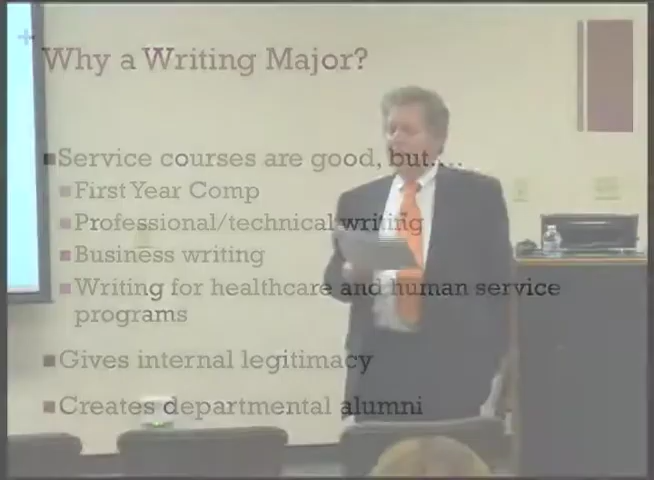 Why a Writing Major?
Service courses are good, but....
First Year Comp
Professional/technical writing
Business writing
Writing for healthcare and human service
programs
Gives internal legitimacy
Creates departmental alumni